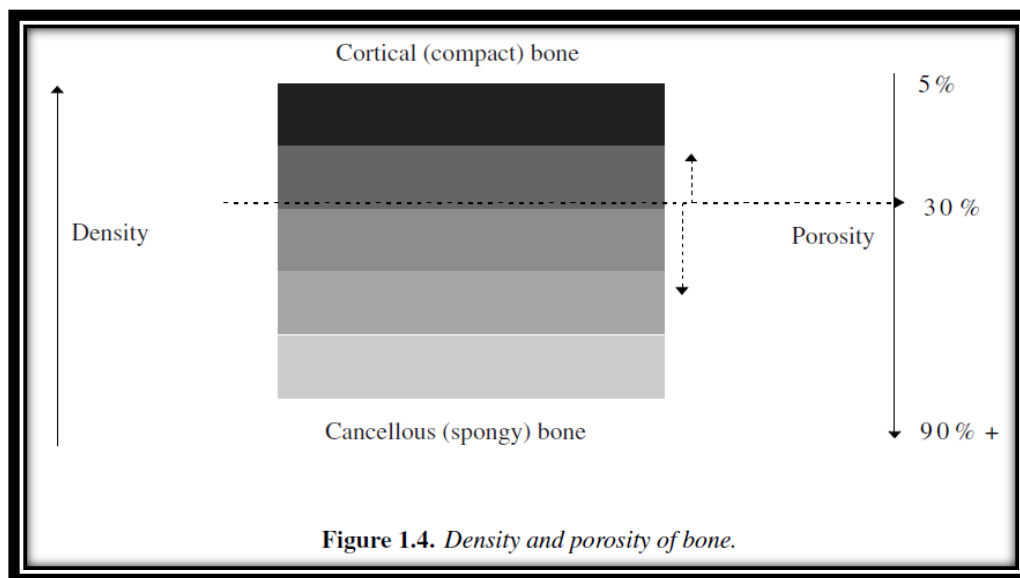 Cortical (compact) bone
5%
Density
30%
Porosity
Cancellous (spongy) bone
90% +
Figure 1.4. Density and porosity of bone.